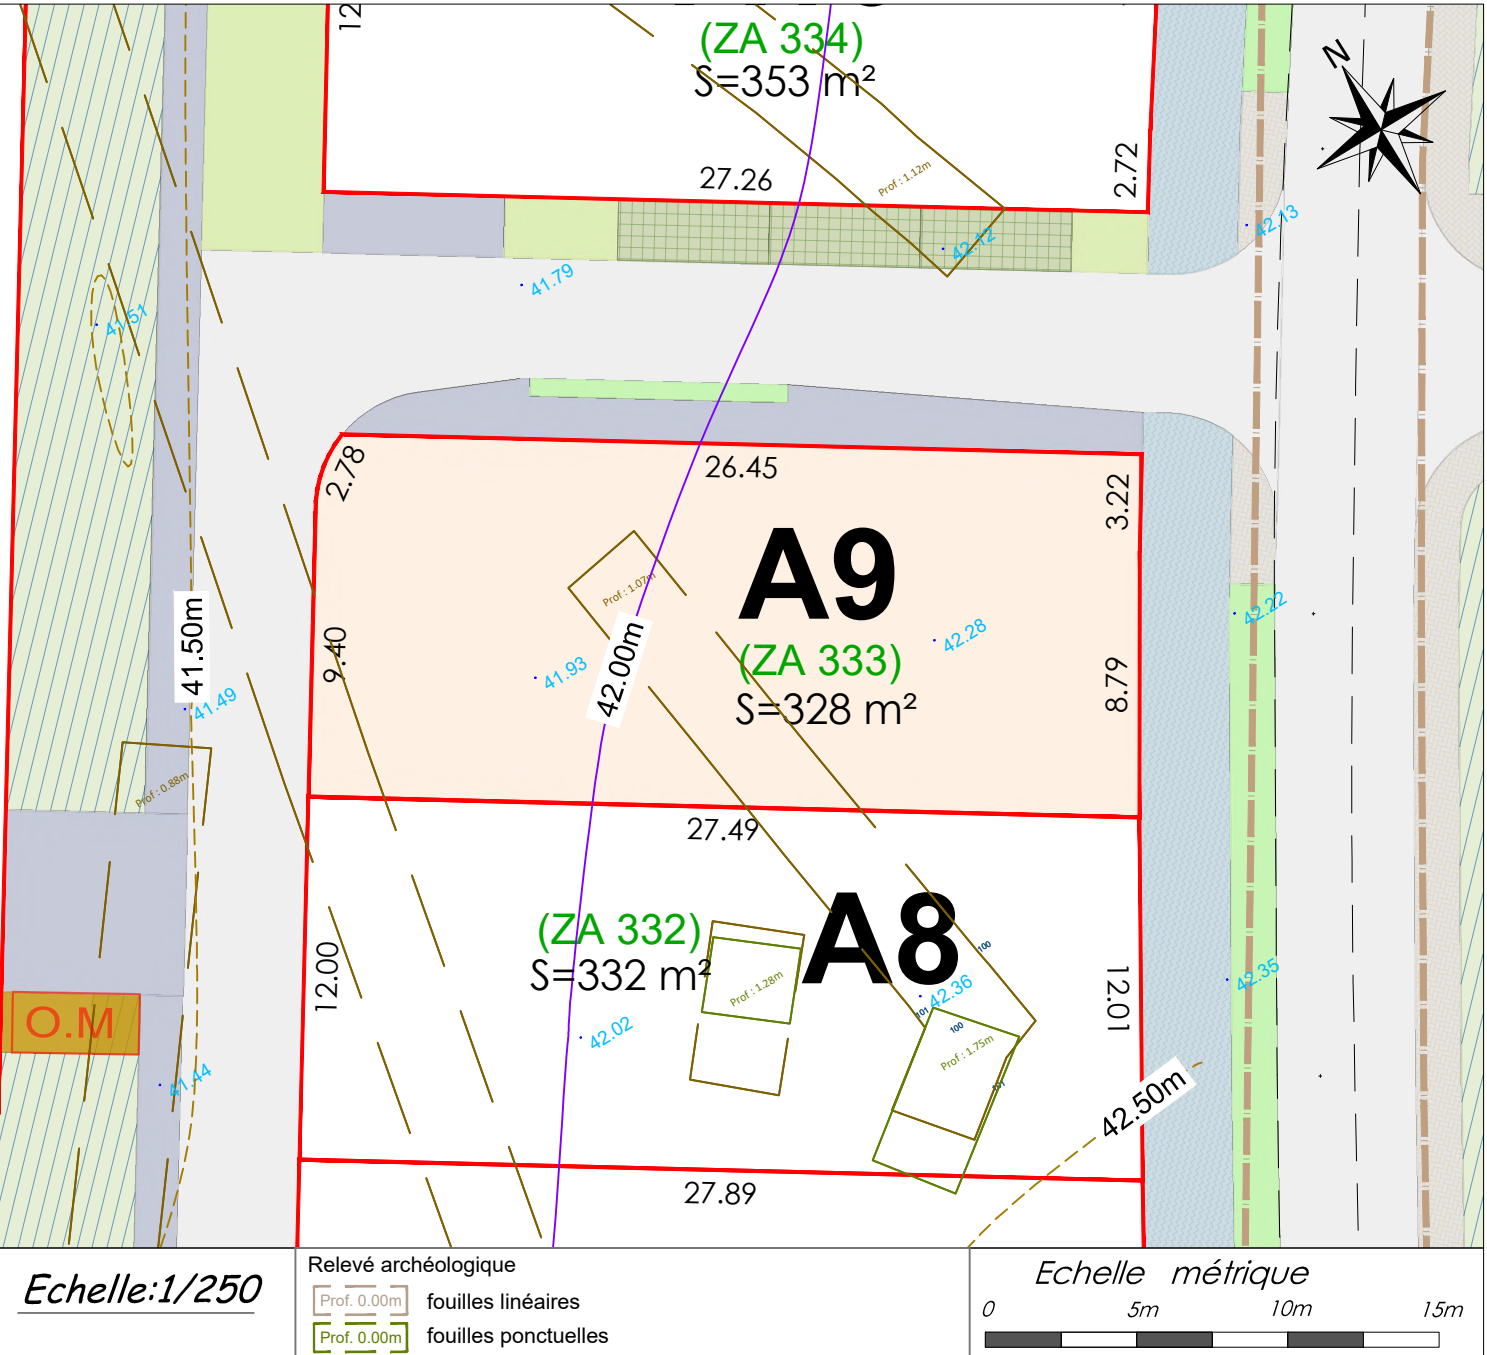 12
(ZA 334)
S=353 m²
N
2.72
Prof : 1.12m
27.26
42.13
42.12
41.79
41.51
2.78
26.45
3.22
A9
Prof : 1.07m
41.50m
42.22
9.40
42.00m
42.28
(ZA 333)
41.93
8.79
41.49
S=328 m²
Prof : 0.88m
27.49
A8
(ZA 332)
100
S=332 m²
12.00
Prof : 1.28m
42.36
42.35
12.01
101
100
O.M
42.02
Prof : 1.75m
41.44
101
42.50m
27.89
Echelle:1/250
Relevé archéologique
Prof. 0.00m fouilles linéaires
Prof. 0.00m fouilles ponctuelles
Echelle métrique
0 5m 10m 15m